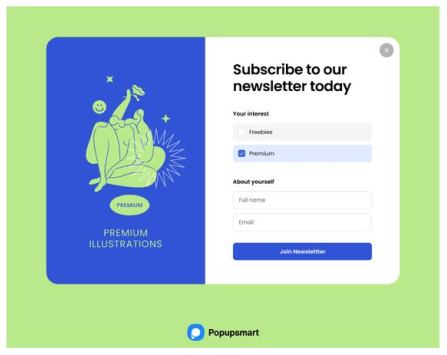 PREMIUM
PREMIUM
ILLUSTRATIONS
Subscribe to our
newsletter today
Your interest
Freebies
Premium
About yourself
Full name
Email
Join Newslettter
Popupsmart